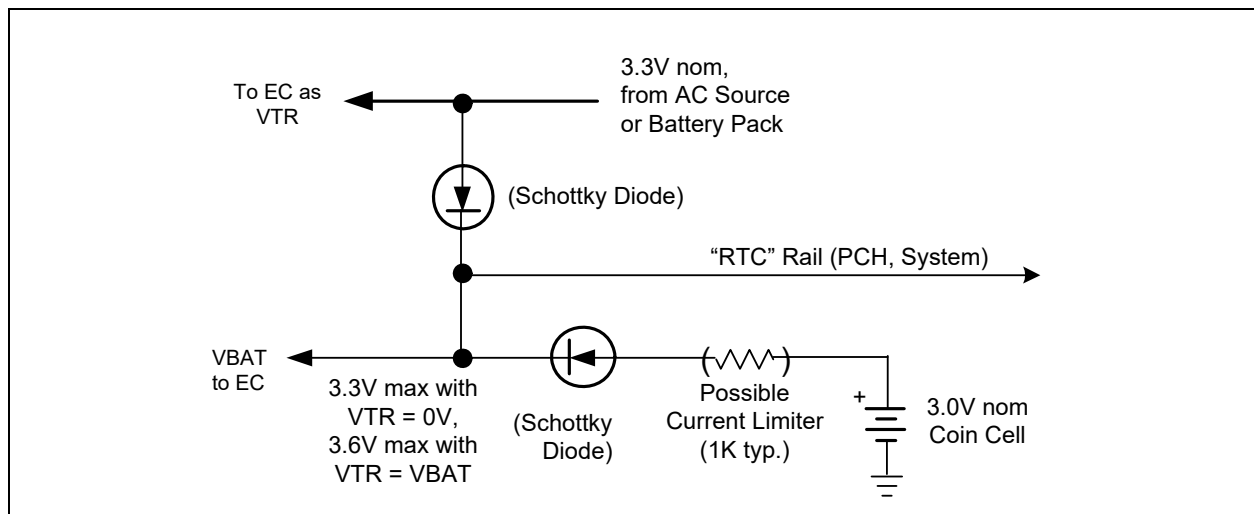 To EC as
VTR
3.3V nom,
from AC Source
or Battery Pack
(Schottky Diode)
“RTC” Rail (PCH, System)
VBAT
to EC
3.3V max with
VTR = 0V,
3.6V max with
VTR = VBAT
(Schottky
Diode)
( )
Possible
Current Limiter
(1K typ.)
+
3.0V nom
Coin Cell